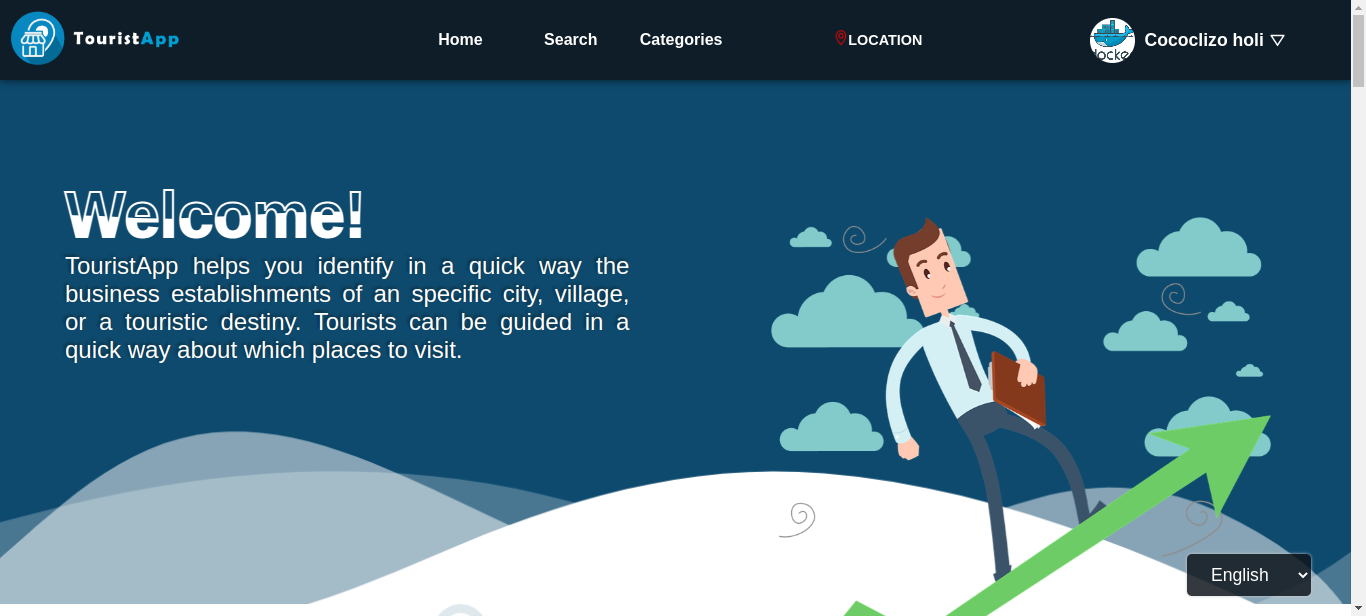 TouristApp
Home
Search
Categories
LOCATION
docker
Cococlizo holi
Welcome!
TouristApp helps you identify in a quick way the
business establishments of an specific city, village,
or a touristic destiny. Tourists can be guided in a
quick way about which places to visit.
English